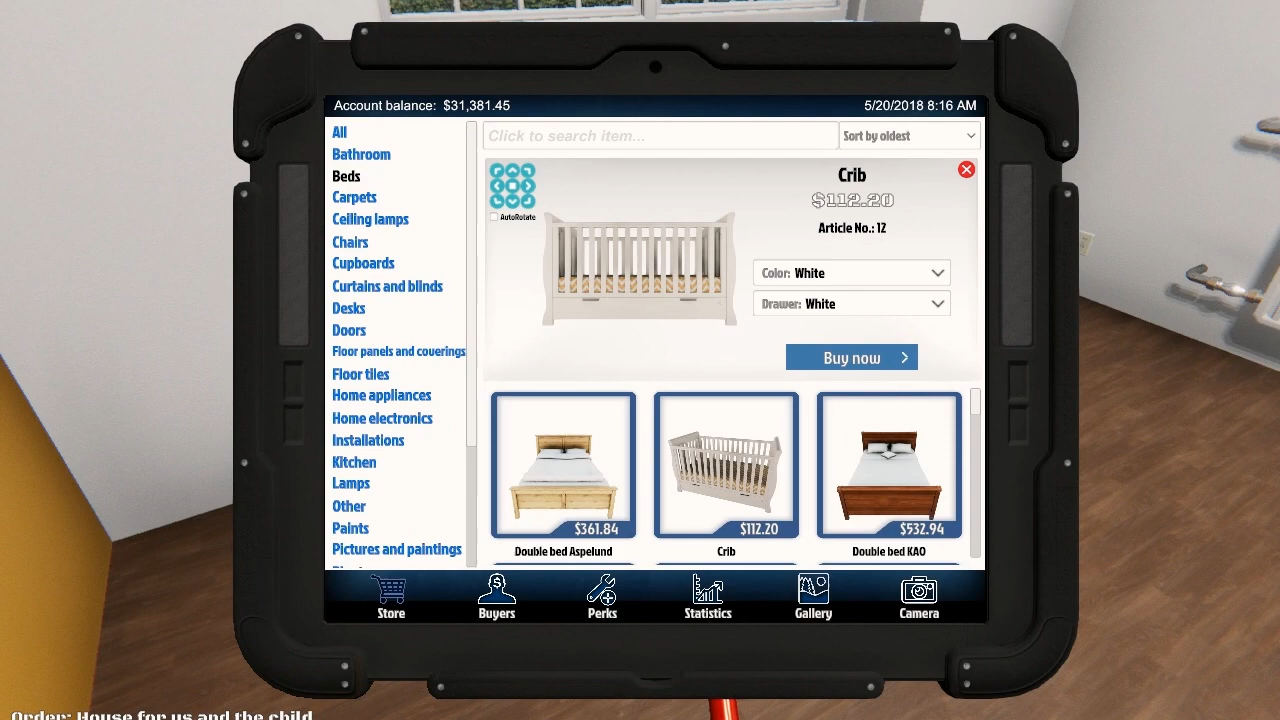 Account balance: $31,381.45
5/20/2018 8:16 AM
All
Bathroom
Beds
Carpets
Ceiling lamps
Chairs
Cupboards
Curtains and blinds
Desks
Doors
Floor panels and coverings
Floor tiles
Home appliances
Home electronics
Installations
Kitchen
Lamps
Other
Paints
Pictures and paintings
Click to search item...
Sort by oldest
AutoRotate
Crib
$112.20
Article No.: 12
Color: White
Drawer: White
Buy now
$361.84
$112.20
$532.94
Double bed Aspelund
Crib
Double bed KAO
Store
Buyers
Perks
Statistics
Gallery
Camera
Order: House for us and the child